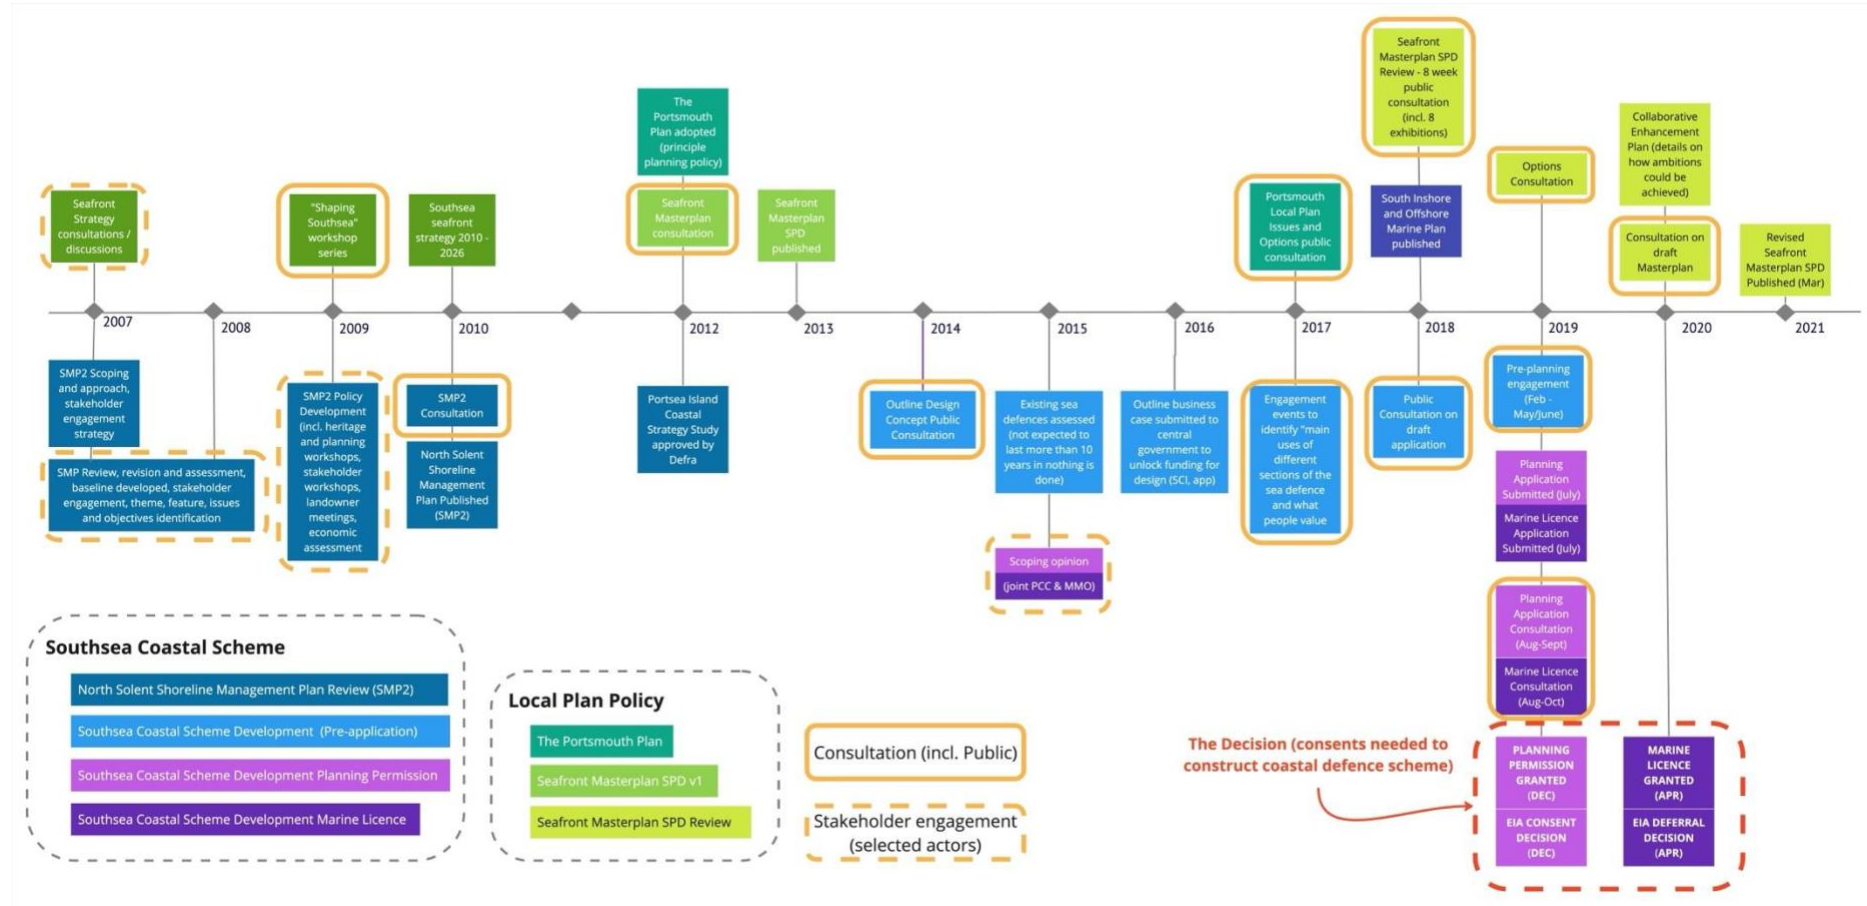 Seafront
Strategy
consultations /
discussions
"Shaping
Southsea"
workshop
series
Southsea
seafront
strategy 2010 -
2026
The
Portsmouth
Plan adopted
(principle
planning policy)
Seafront
Masterplan
consultation
Seafront
Masterplan
SPD
published
Portsmouth
Local Plan
Issues and
Options public
consultation
Seafront
Masterplan SPD
Review - 8 week
public
consultation
(incl. 8
exhibitions)
South Inshore
and Offshore
Marine Plan
published
Options
Consultation
Collaborative
Enhancement
Plan (details on
how ambitions
could be
achieved)
Consultation on
draft
Masterplan
Revised
Seafront
Masterplan SPD
Published (Mar)
2007
2008
2009
2010
2012
2013
2014
2015
2016
2017
2018
2019
2020
2021
SMP2 Scoping
and approach,
stakeholder
engagement
strategy
SMP Review, revision and assessment,
baseline developed, stakeholder
engagement, theme, feature, issues
and objectives identification
SMP2 Policy
Development
(incl. heritage
and planning
workshops,
stakeholder
workshops,
landowner
meetings,
economic
assessment
SMP2
Consultation
North Solent
Shoreline
Management
Plan Published
(SMP2)
Portsea Island
Coastal
Strategy Study
approved by
Defra
Outline Design
Concept Public
Consultation
Existing sea
defences assessed
(not expected to
last more than 10
years in nothing is
done)
Scoping opinion
(joint PCC & MMO)
Outline business
case submitted to
central
government to
unlock funding for
design (SCI, app)
Engagement
events to
identify "main
uses of
different
sections of the
sea defence
and what
people value
Public
Consultation on
draft
application
Pre-planning
engagement
(Feb -
May/June)
Planning
Application
Submitted (July)
Marine Licence
Application
Submitted (July)
Planning
Application
Consultation
(Aug-Sept)
Marine Licence
Consultation
(Aug-Oct)
The Decision (consents needed to
construct coastal defence scheme)
PLANNING
PERMISSION
GRANTED
(DEC)
EIA CONSENT
DECISION
(DEC)
MARINE
LICENCE
GRANTED
(APR)
EIA DEFERRAL
DECISION
(APR)
Southsea Coastal Scheme
North Solent Shoreline Management Plan Review (SMP2)
Southsea Coastal Scheme Development (Pre-application)
Southsea Coastal Scheme Development Planning Permission
Southsea Coastal Scheme Development Marine Licence
Local Plan Policy
The Portsmouth Plan
Seafront Masterplan SPD v1
Seafront Masterplan SPD Review
Consultation (incl. Public)
Stakeholder engagement
(selected actors)